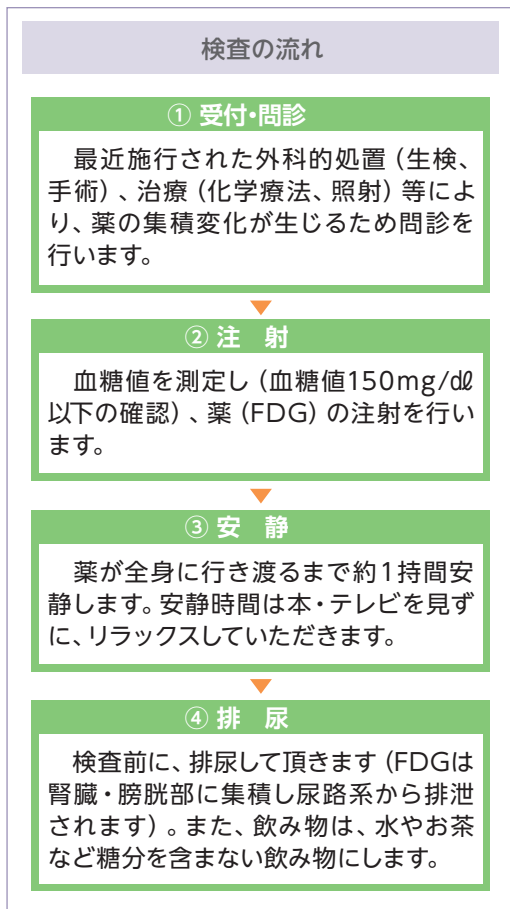 検査の流れ
① 受付・問診
最近施行された外科的処置（生検、
手術）、治療（化学療法、照射）等によ
り、薬の集積変化が生じるため問診を
行います。
② 注　射
血糖値を測定し（血糖値150mg/㎗
以下の確認）、薬（FDG）の注射を行い
ます。
③ 安　静
薬が全身に行き渡るまで約1持間安
静します。安静時間は本・テレビを見ず
に、リラックスしていただきます。
④ 排　尿
検査前に、排尿して頂きます（FDGは
腎臓・膀胱部に集積し尿路系から排泄
されます）。また、飲み物は、水やお茶
など糖分を含まない飲み物にします。